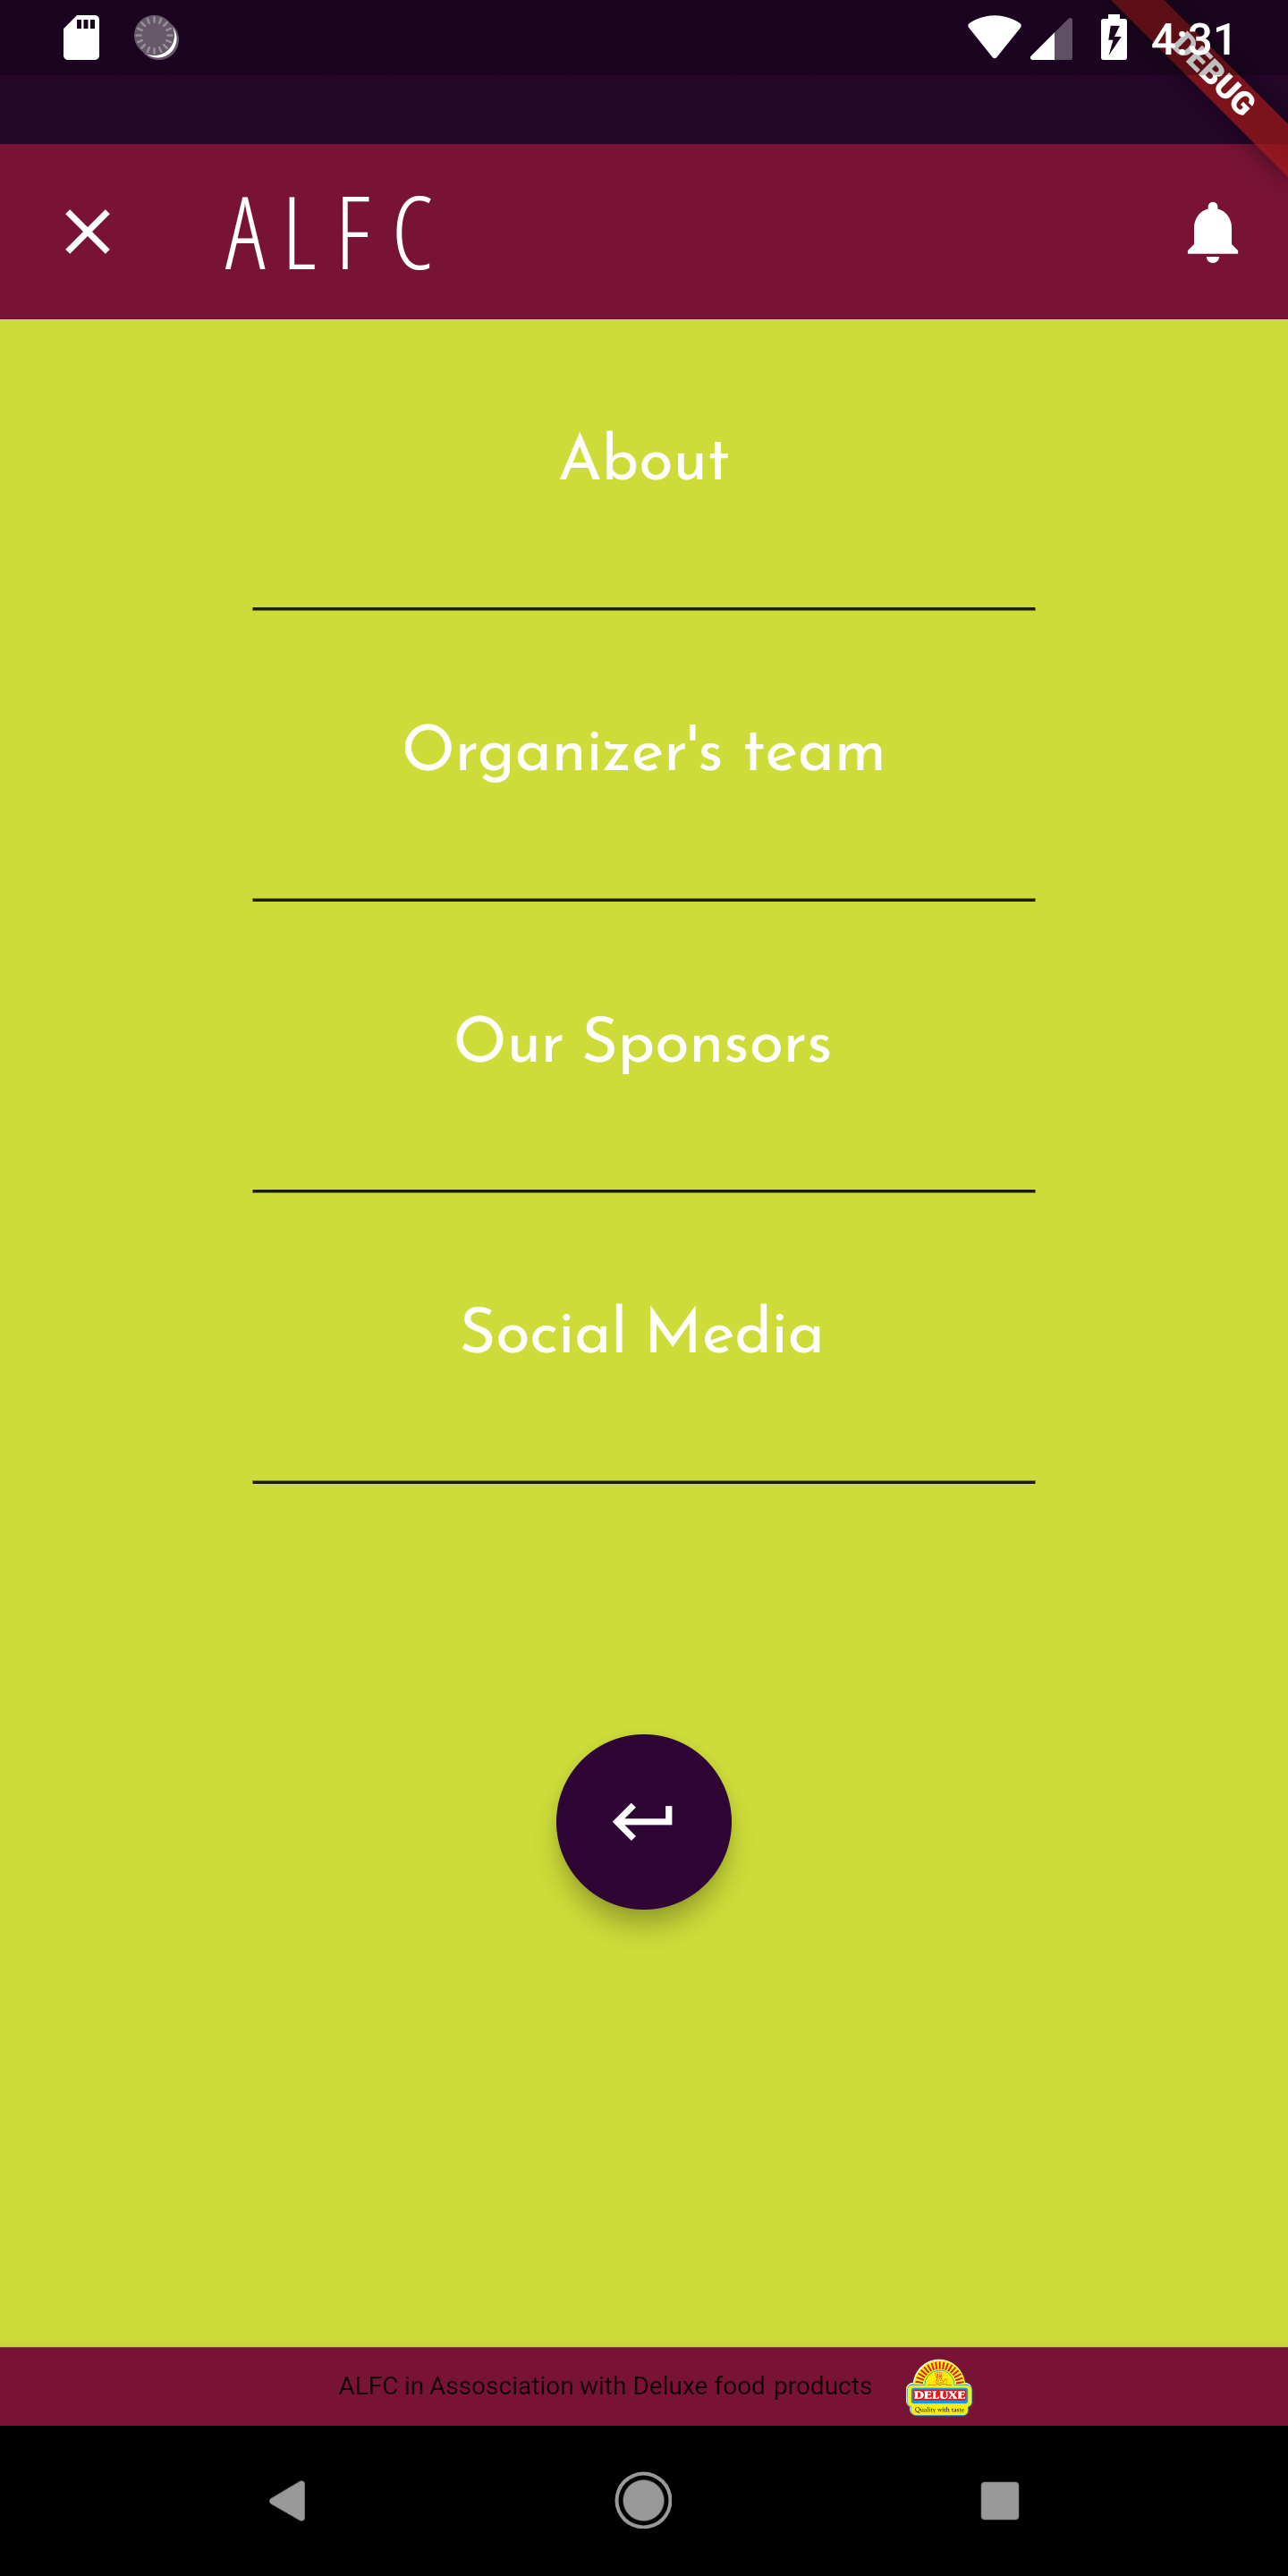 4:31
DEBUG
ALFC
About
Organizer's team
Our Sponsors
Social Media
ALFC in Assosciation with Deluxe food products
DELUXE
Quality with taste